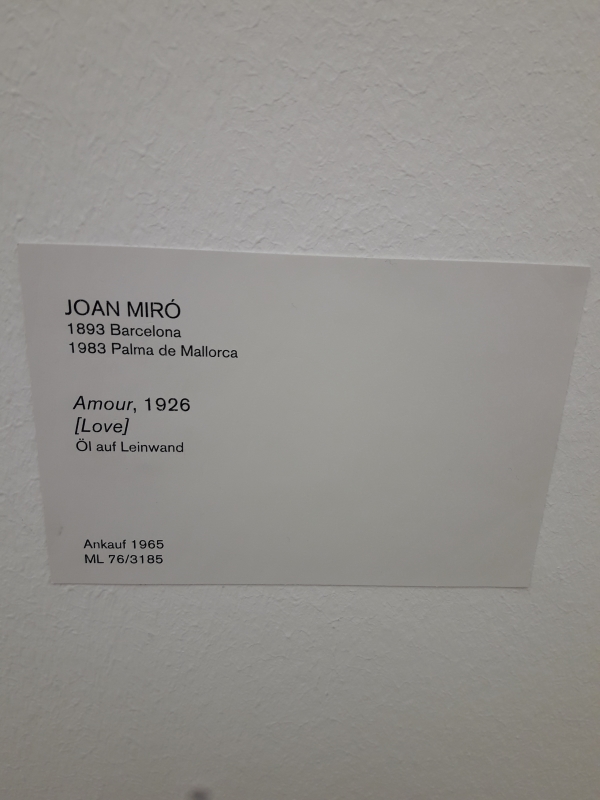 JOAN MIRÓ
1893 Barcelona
1983 Palma de Mallorca
Amour, 1926
[Love]
Öl auf Leinwand
Ankauf 1965
ML 76/3185